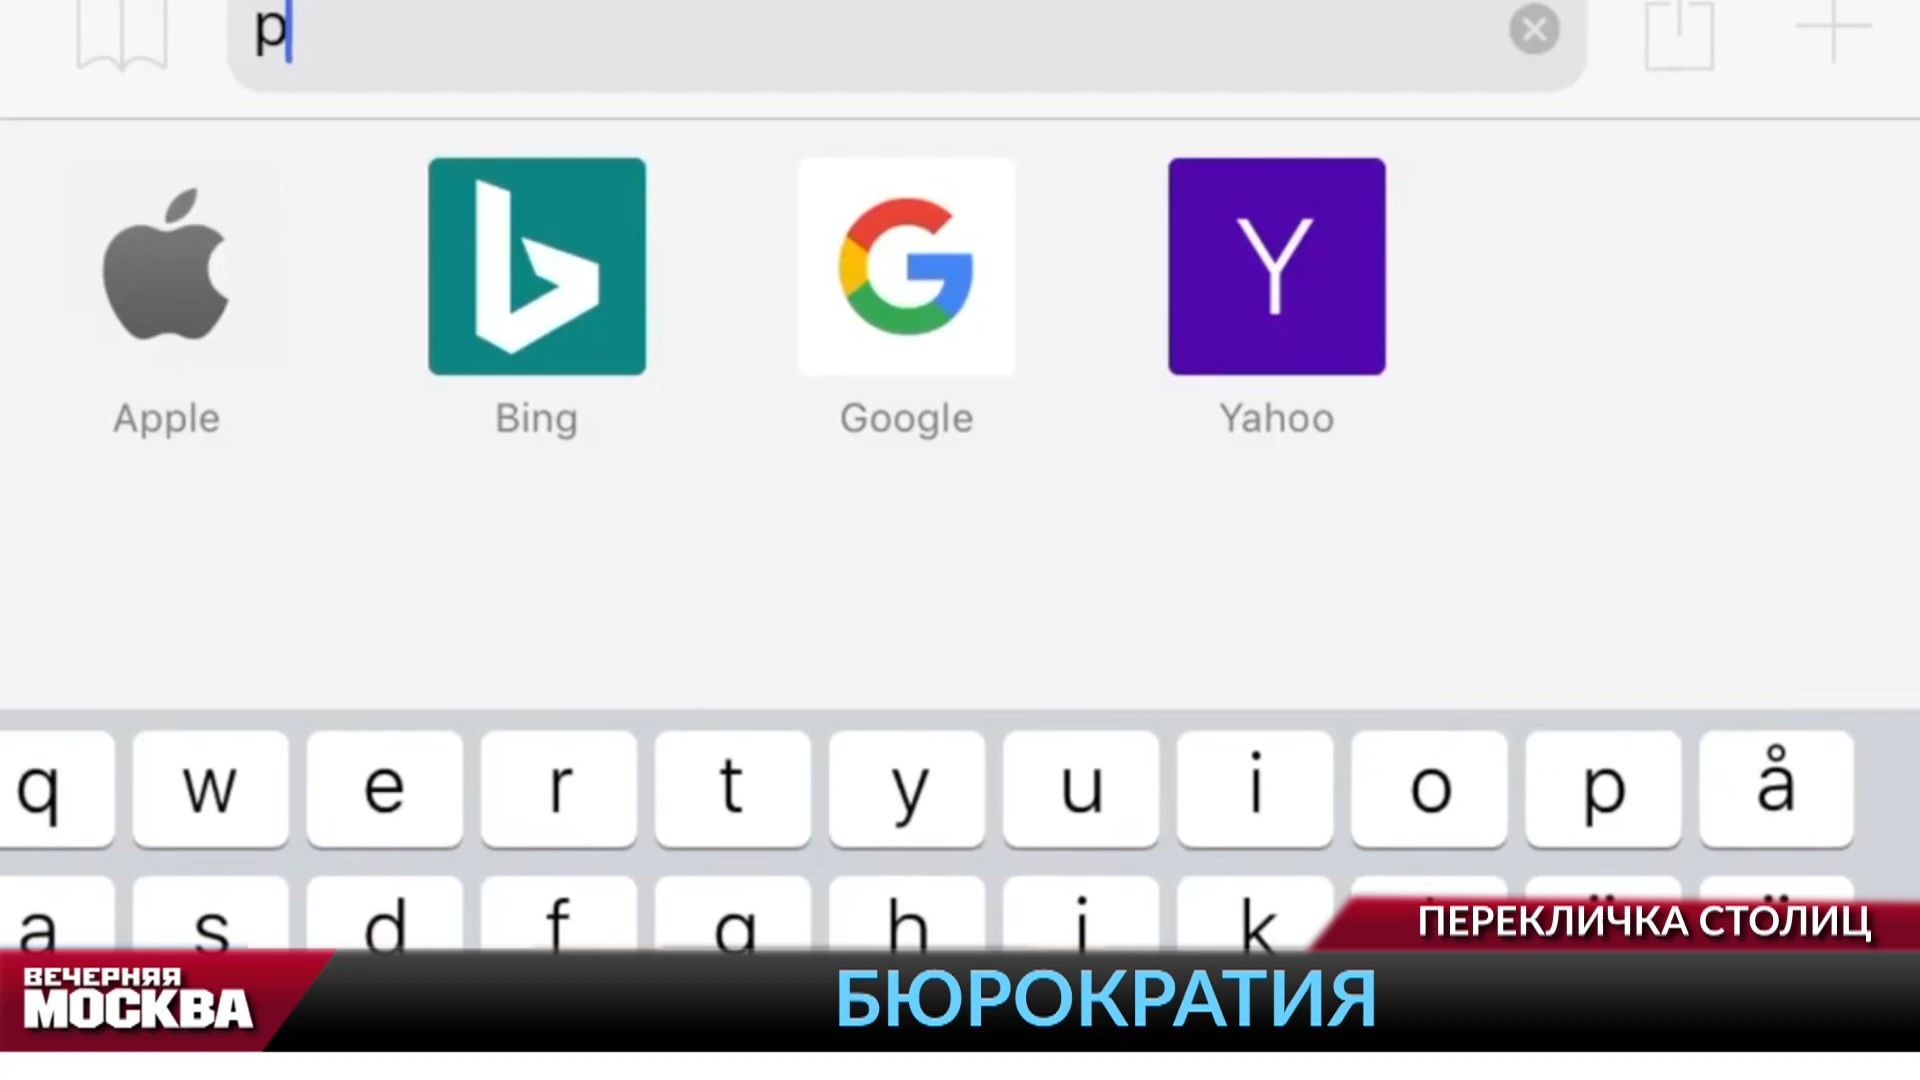 p
Apple Bing Google Yahoo
q w e r t y u i o p å
a s d f g h j k
ПЕРЕКЛИЧКА СТОЛИЦ
ВЕЧЕРНЯЯ
МОСКВА
БЮРОКРАТИЯ